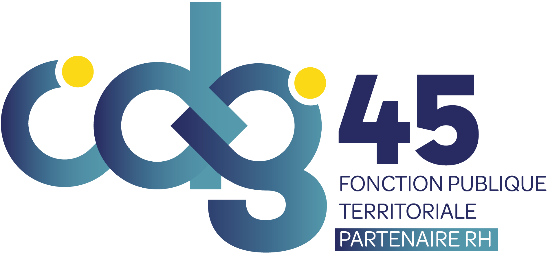 cdg 45
FONCTION PUBLIQUE
TERRITORIALE
PARTENAIRE RH